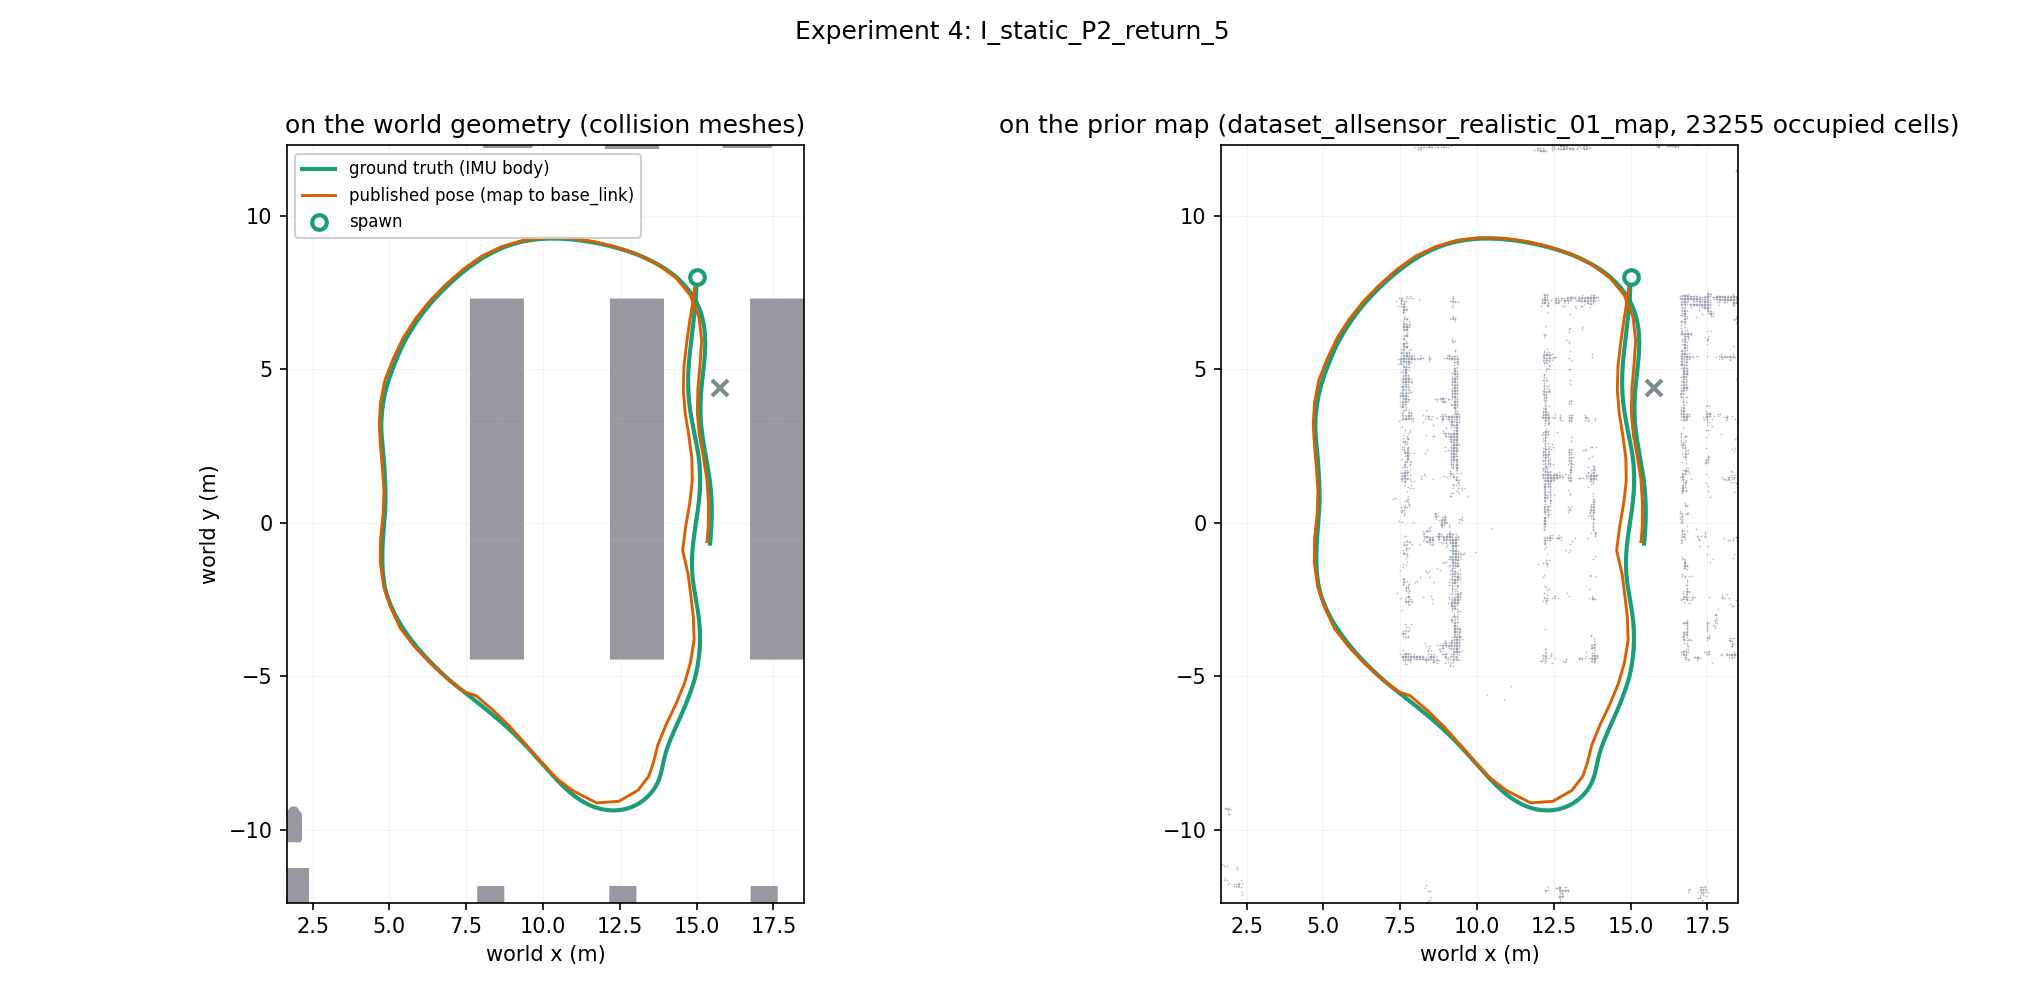 Experiment 4: I_static_P2_return_5
on the world geometry (collision meshes)
ground truth (IMU body)
published pose (map to base_link)
spawn
10
5
0
−5
−10
world y (m)
2.5 5.0 7.5 10.0 12.5 15.0 17.5
world x (m)
on the prior map (dataset_allsensor_realistic_01_map, 23255 occupied cells)
10
5
0
−5
−10
2.5 5.0 7.5 10.0 12.5 15.0 17.5
world x (m)